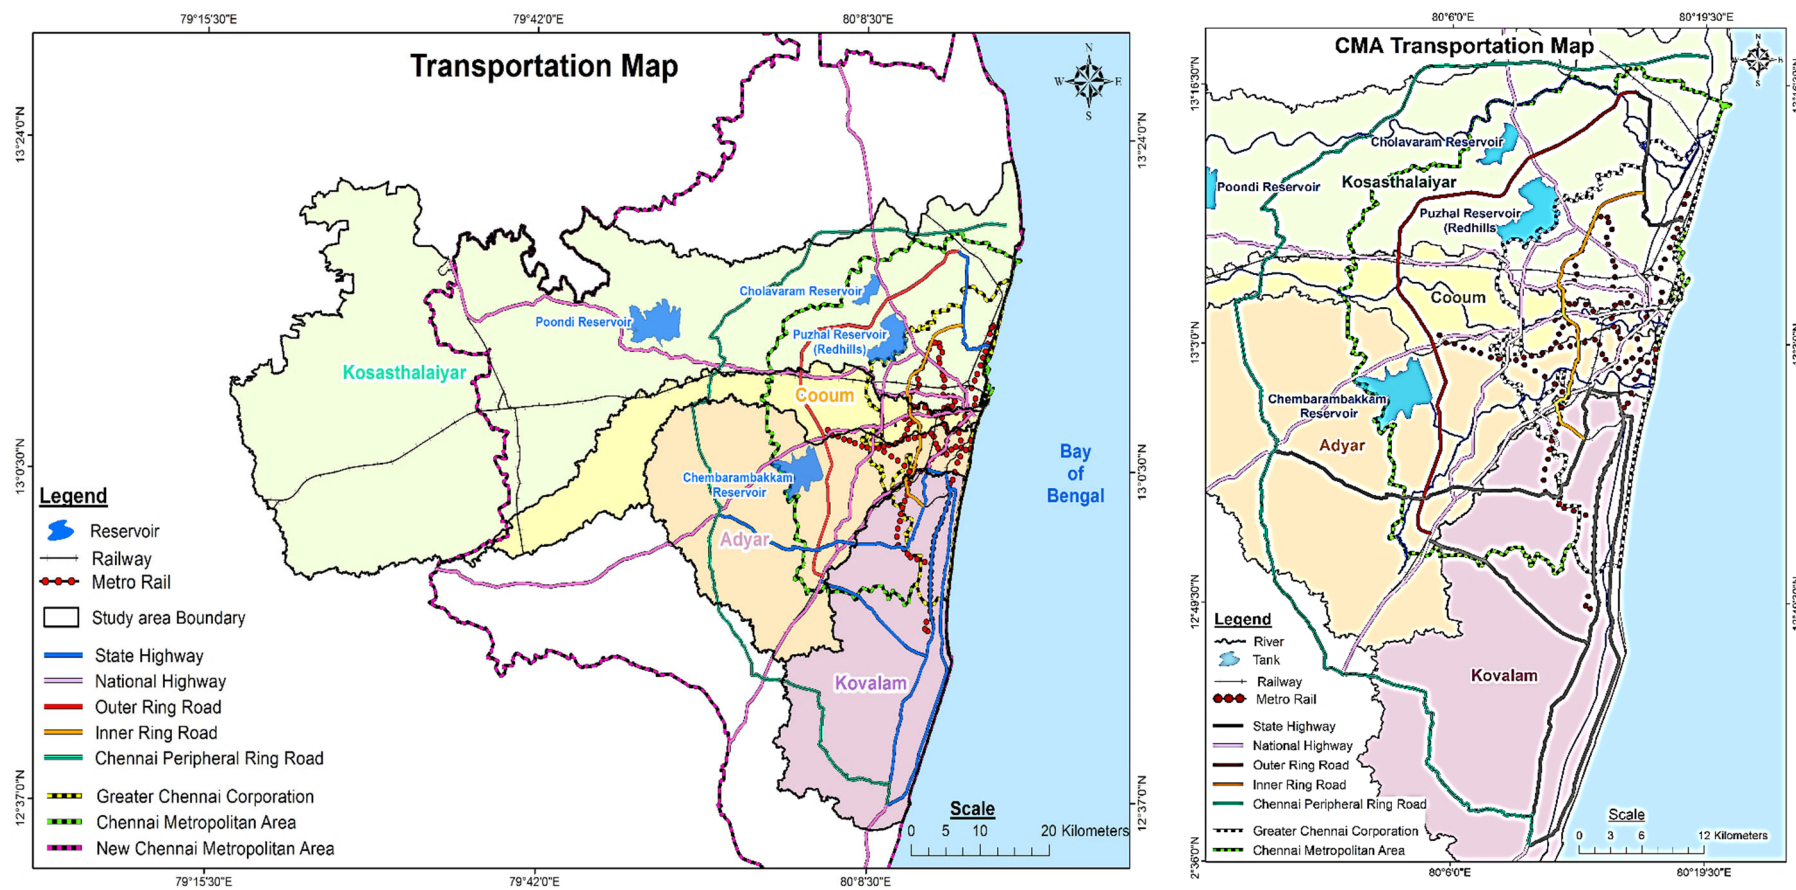 79°15'30"E
79°42'0"E
80°8'30"E
Transportation Map
N
W E
S
13°24'0"N
13°24'0"N
Cholavaram Reservoir
Poondi Reservoir
Puzhal Reservoir
(Redhills)
Kosasthalaiyar
Cooum
13°0'30"N
13°0'30"N
Bay
of
Bengal
Chembarambakkam
Reservoir
Adyar
Kovalam
Legend
Reservoir
Railway
Metro Rail
Study area Boundary
State Highway
National Highway
Outer Ring Road
Inner Ring Road
Chennai Peripheral Ring Road
Greater Chennai Corporation
Chennai Metropolitan Area
New Chennai Metropolitan Area
12°37'0"N
12°37'0"N
Scale
0 5 10 20 Kilometers
79°15'30"E
79°42'0"E
80°8'30"E
80°6'0"E
80°19'30"E
CMA Transportation Map
N
W E
S
Cholavaram Reservoir
Poondi Reservoir
Kosasthalaiyar
Puzhal Reservoir
(Redhills)
Cooum
13°3'0"N
Chembarambakkam
Reservoir
Adyar
Kovalam
12°49'30"N
Legend
River
Tank
Railway
Metro Rail
State Highway
National Highway
Outer Ring Road
Inner Ring Road
Chennai Peripheral Ring Road
Greater Chennai Corporation
Chennai Metropolitan Area
Scale
0 3 6 12 Kilometers
80°6'0"E
80°19'30"E